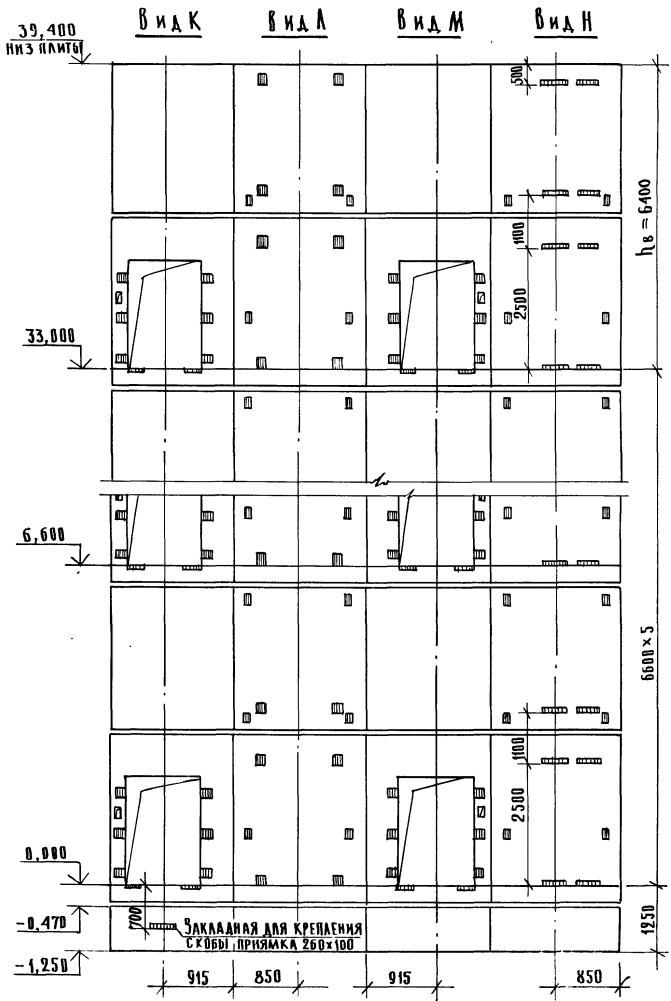 Вид К
Вид Л
Вид М
Вид Н
39,400
НИЗ ПЛИТЫ
500
hв = 6400
1100
2500
33,000
6,600
6600×5
1100
2500
0,000
700
-0,470
ЗАКЛАДНАЯ ДЛЯ КРЕПЛЕНИЯ
СКОБЫ ПРИЯМКА 260×100
1250
-1,250
915
850
915
850